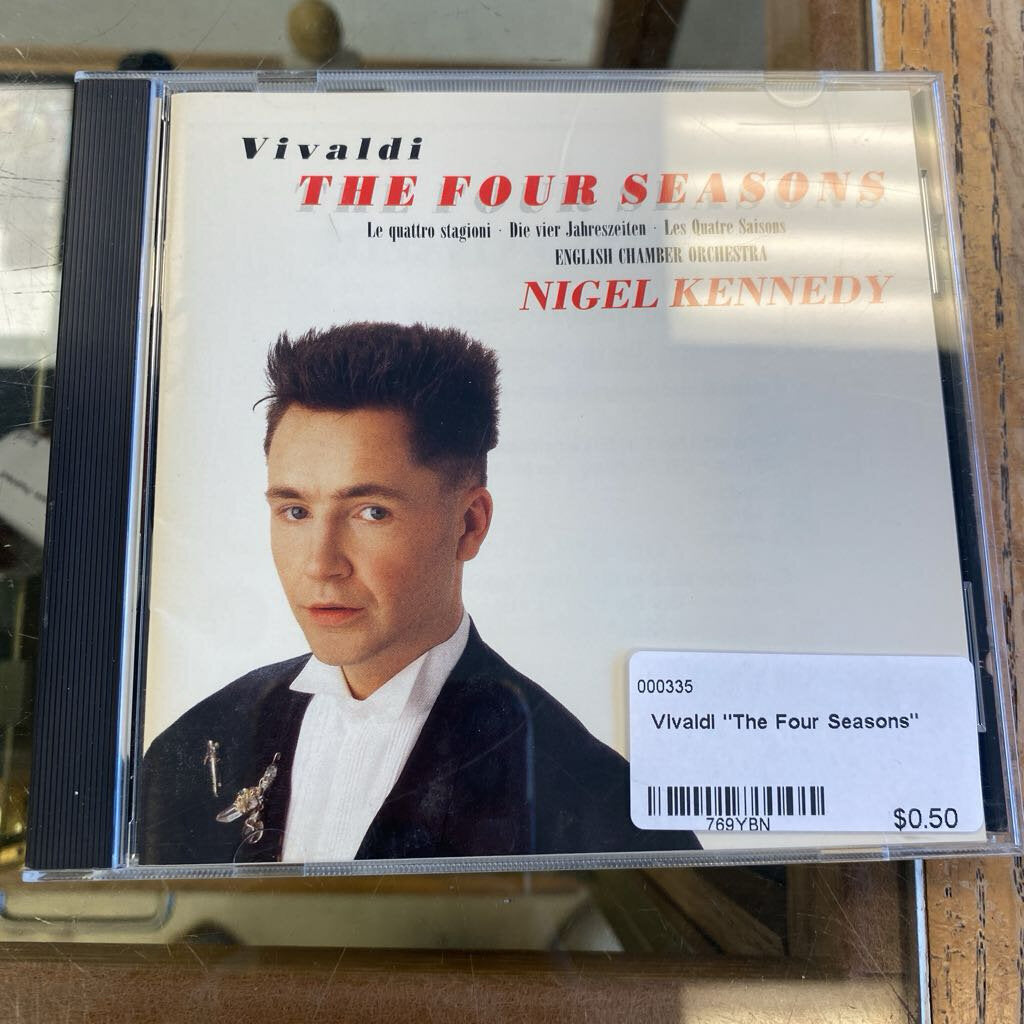 Vivaldi
THE FOUR SEASONS
Le quattro stagioni · Die vier Jahreszeiten · Les Quatre Saisons
ENGLISH CHAMBER ORCHESTRA
NIGEL KENNEDY
000335
Vivaldi "The Four Seasons"
769YBN
$0.50